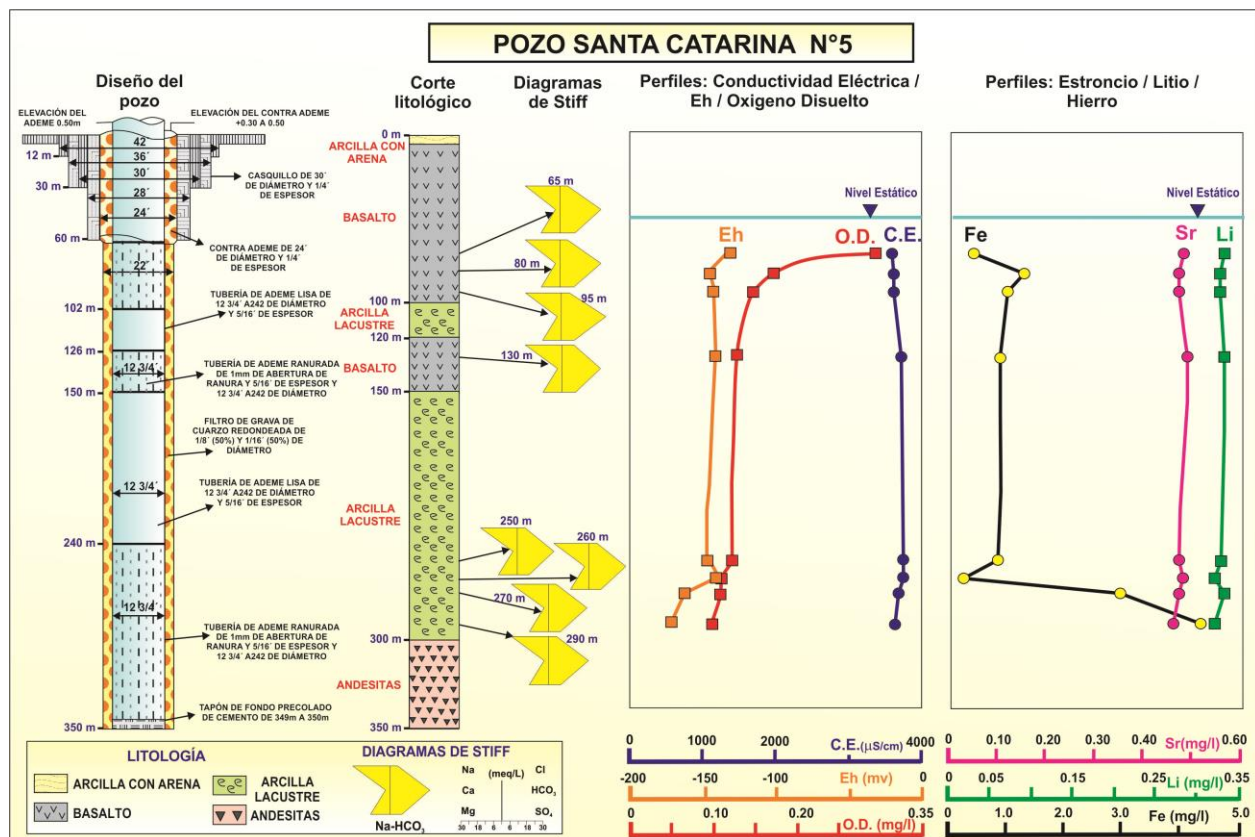 POZO SANTA CATARINA N°5
Diseño del
pozo
ELEVACIÓN DEL
ADEME 0.50m
ELEVACIÓN DEL CONTRA ADEME
+0.30 A 0.50
42´
36´
30´
28´
24´
22´
12 3/4´
12 3/4´
12 3/4´
12 m
30 m
60 m
102 m
126 m
150 m
240 m
350 m
CASQUILLO DE 30´
DE DIÁMETRO Y 1/4´
DE ESPESOR
CONTRA ADEME DE 24´
DE DIÁMETRO Y 1/4´
DE ESPESOR
TUBERÍA DE ADEME LISA DE
12 3/4´ A242 DE DIÁMETRO
Y 5/16´ DE ESPESOR
TUBERÍA DE ADEME RANURADA
DE 1mm DE ABERTURA DE
RANURA Y 5/16´ DE ESPESOR Y
12 3/4´ A242 DE DIÁMETRO
FILTRO DE GRAVA DE
CUARZO REDONDEADA DE
1/8´ (50%) Y 1/16´ (50%) DE
DIÁMETRO
TUBERÍA DE ADEME LISA DE
12 3/4´ A242 DE DIÁMETRO
Y 5/16´ DE ESPESOR
TUBERÍA DE ADEME RANURADA
DE 1mm DE ABERTURA DE
RANURA Y 5/16´ DE ESPESOR Y
12 3/4´ A242 DE DIÁMETRO
TAPÓN DE FONDO PRECOLADO
DE CEMENTO DE 349m A 350m
Corte
litológico
0 m
ARCILLA CON
ARENA
BASALTO
100 m
ARCILLA
LACUSTRE
120 m
BASALTO
150 m
ARCILLA
LACUSTRE
300 m
ANDESITAS
350 m
Diagramas
de Stiff
65 m
80 m
95 m
130 m
250 m
260 m
270 m
290 m
Perfiles: Conductividad Eléctrica /
Eh / Oxigeno Disuelto
Nivel Estático
Eh
O.D.
C.E.
Perfiles: Estroncio / Litio /
Hierro
Nivel Estático
Fe
Sr
Li
LITOLOGÍA
ARCILLA CON ARENA
BASALTO
ARCILLA
LACUSTRE
ANDESITAS
DIAGRAMAS DE STIFF
Na-HCO₃
Na (meq/L) Cl
Ca HCO₃
Mg SO₄
30 18 6 6 18 30
0 2000 C.E.(µS/cm) 4000
-200 -150 -100 Eh (mv) 0
0 0.10 0.20 O.D. (mg/l) 0.35
0 0.10 0.20 0.30 0.40 Sr(mg/l) 0.60
0 0.05 0.15 0.25 Li (mg/l) 0.35
0 1.0 2.0 3.0 Fe (mg/l) 5.0